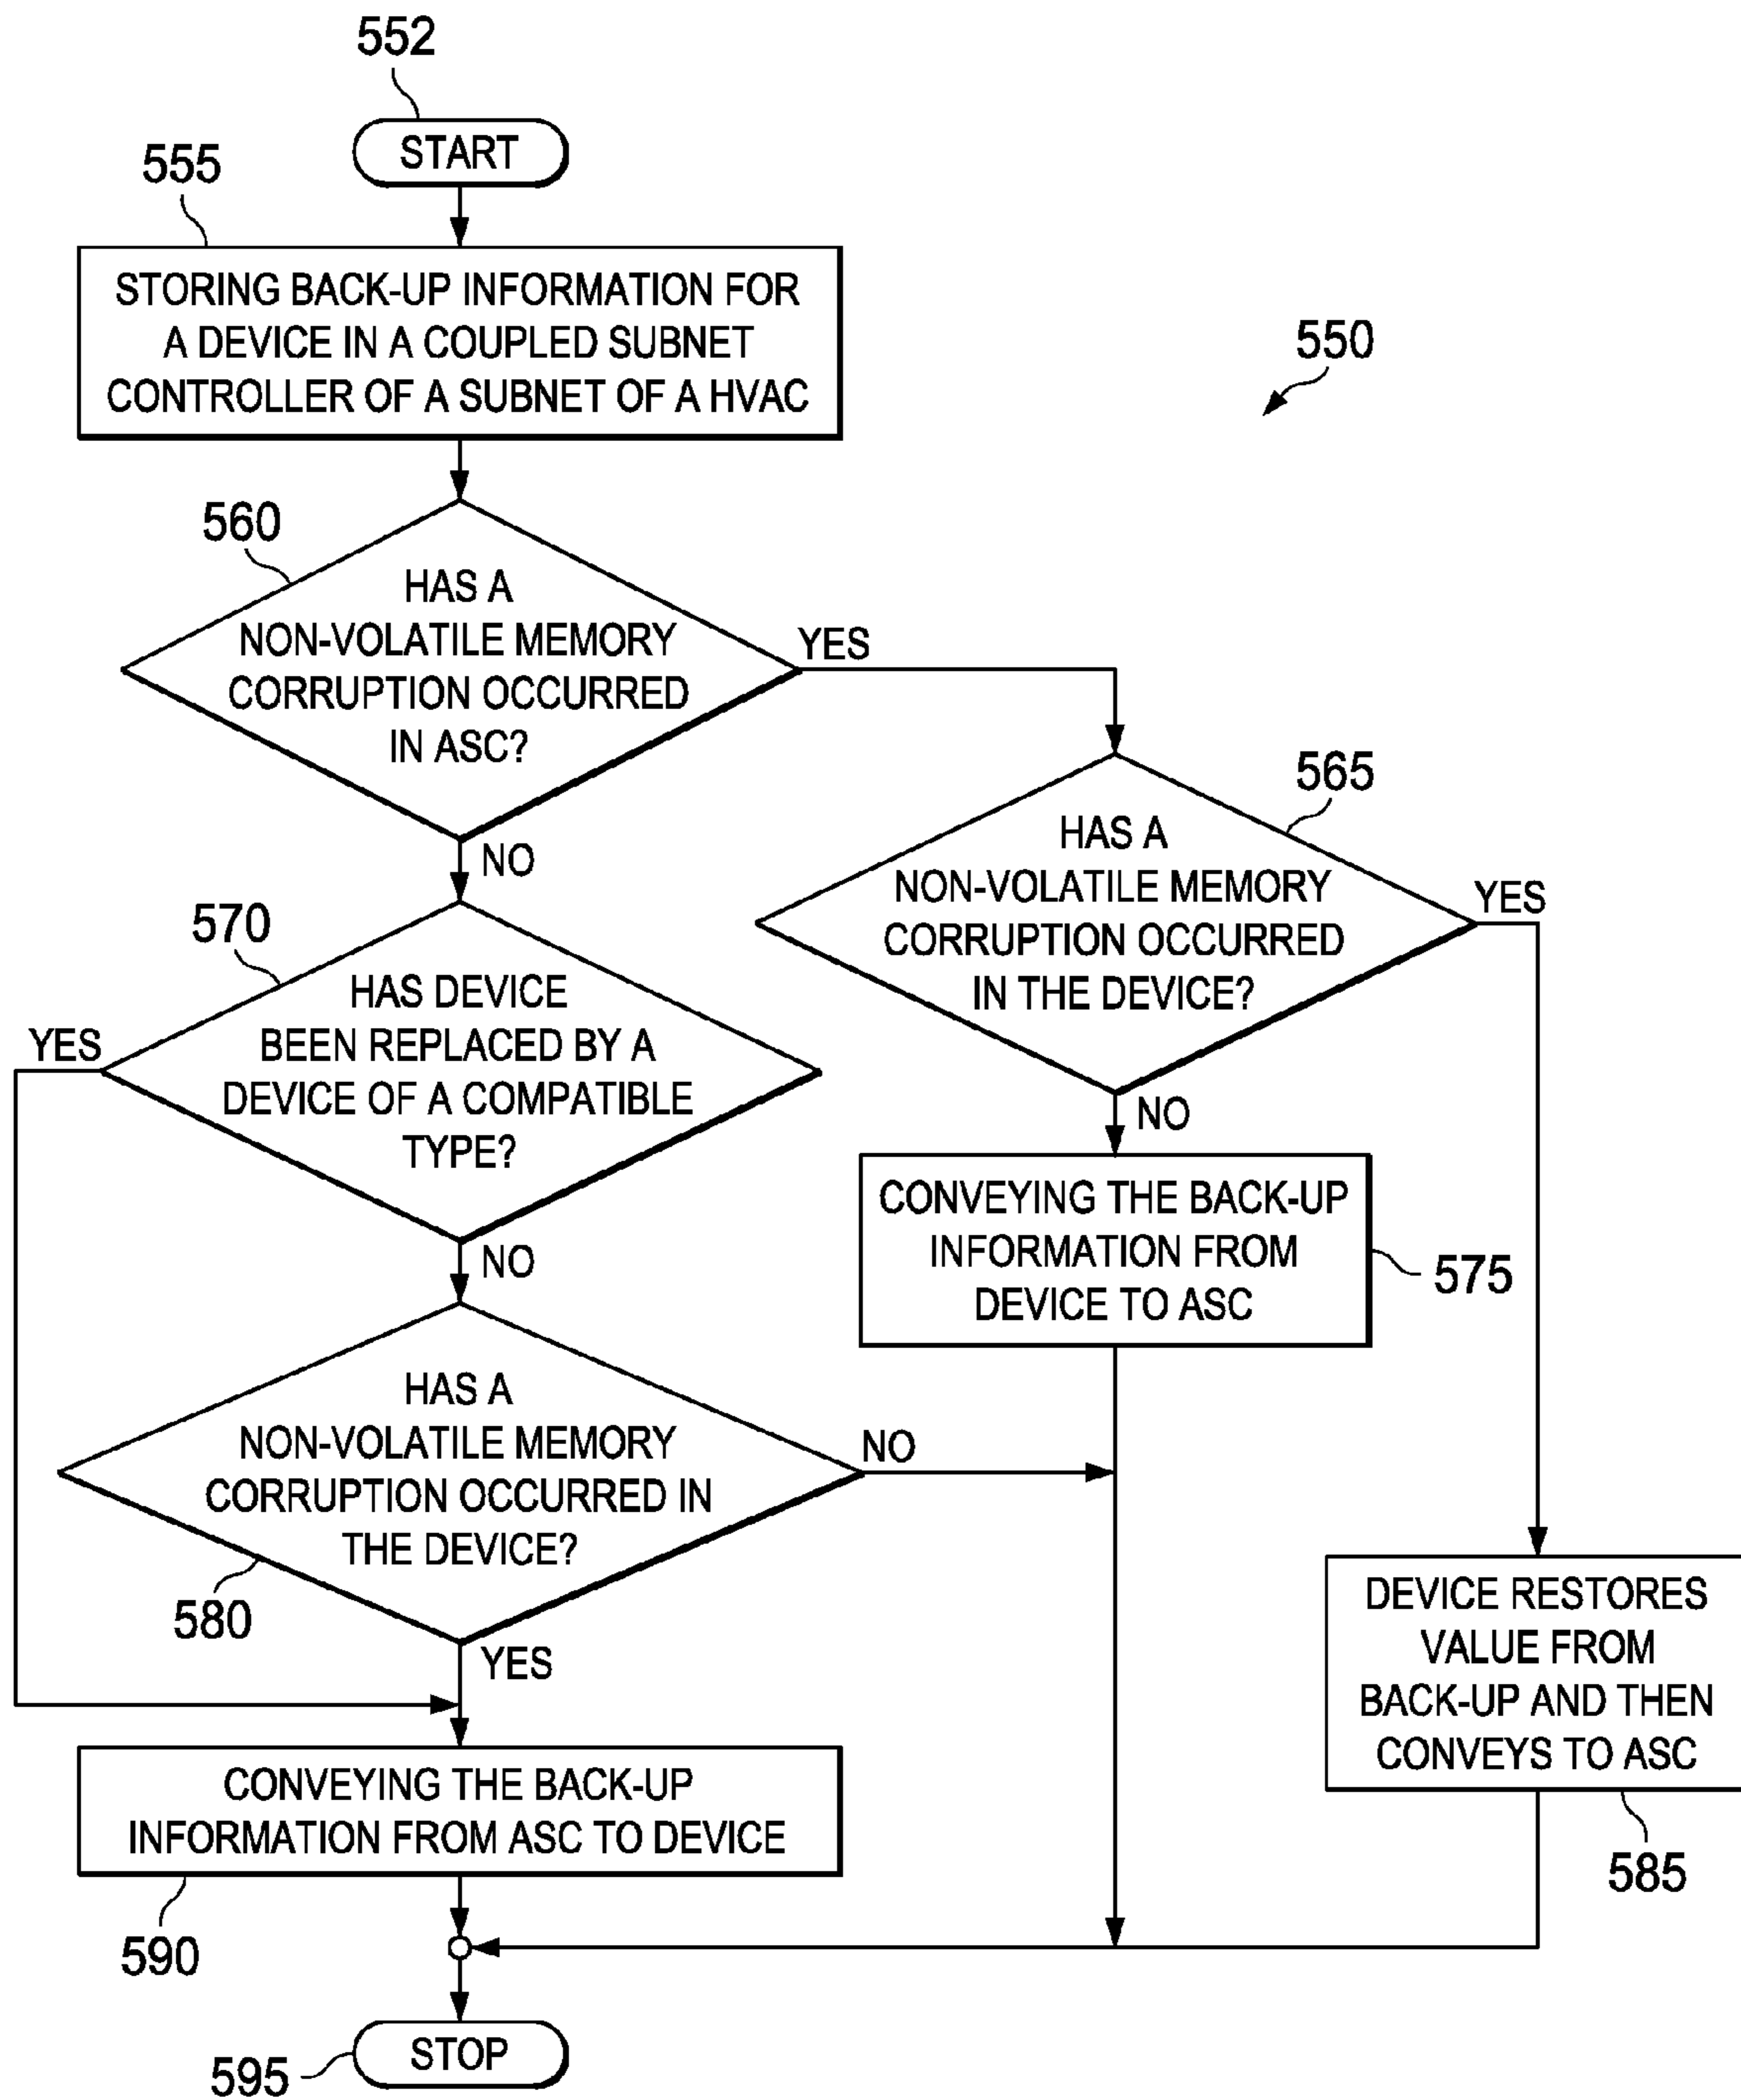 552
START
555
STORING BACK-UP INFORMATION FOR
A DEVICE IN A COUPLED SUBNET
CONTROLLER OF A SUBNET OF A HVAC
550
560
HAS A
NON-VOLATILE MEMORY
CORRUPTION OCCURRED
IN ASC?
YES
NO
565
HAS A
NON-VOLATILE MEMORY
CORRUPTION OCCURRED
IN THE DEVICE?
YES
NO
570
HAS DEVICE
BEEN REPLACED BY A
DEVICE OF A COMPATIBLE
TYPE?
YES
NO
CONVEYING THE BACK-UP
INFORMATION FROM
DEVICE TO ASC
575
HAS A
NON-VOLATILE MEMORY
CORRUPTION OCCURRED IN
THE DEVICE?
NO
580
YES
DEVICE RESTORES
VALUE FROM
BACK-UP AND THEN
CONVEYS TO ASC
585
CONVEYING THE BACK-UP
INFORMATION FROM ASC TO DEVICE
590
STOP
595